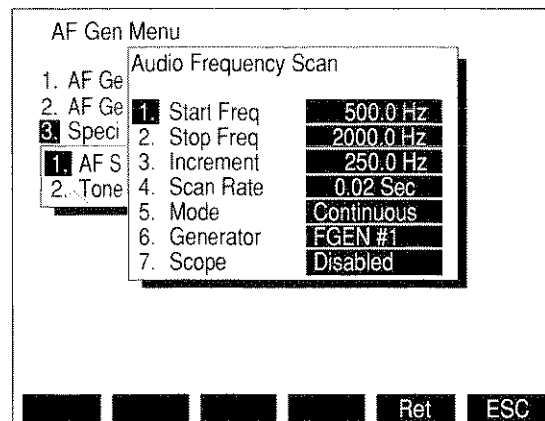 AF Gen Menu
1. AF Ge
2. AF Ge
3. Speci
1. AF S
2. Tone
Audio Frequency Scan
1. Start Freq 500.0 Hz
2. Stop Freq 2000.0 Hz
3. Increment 250.0 Hz
4. Scan Rate 0.02 Sec
5. Mode Continuous
6. Generator FGEN #1
7. Scope Disabled
Ret ESC